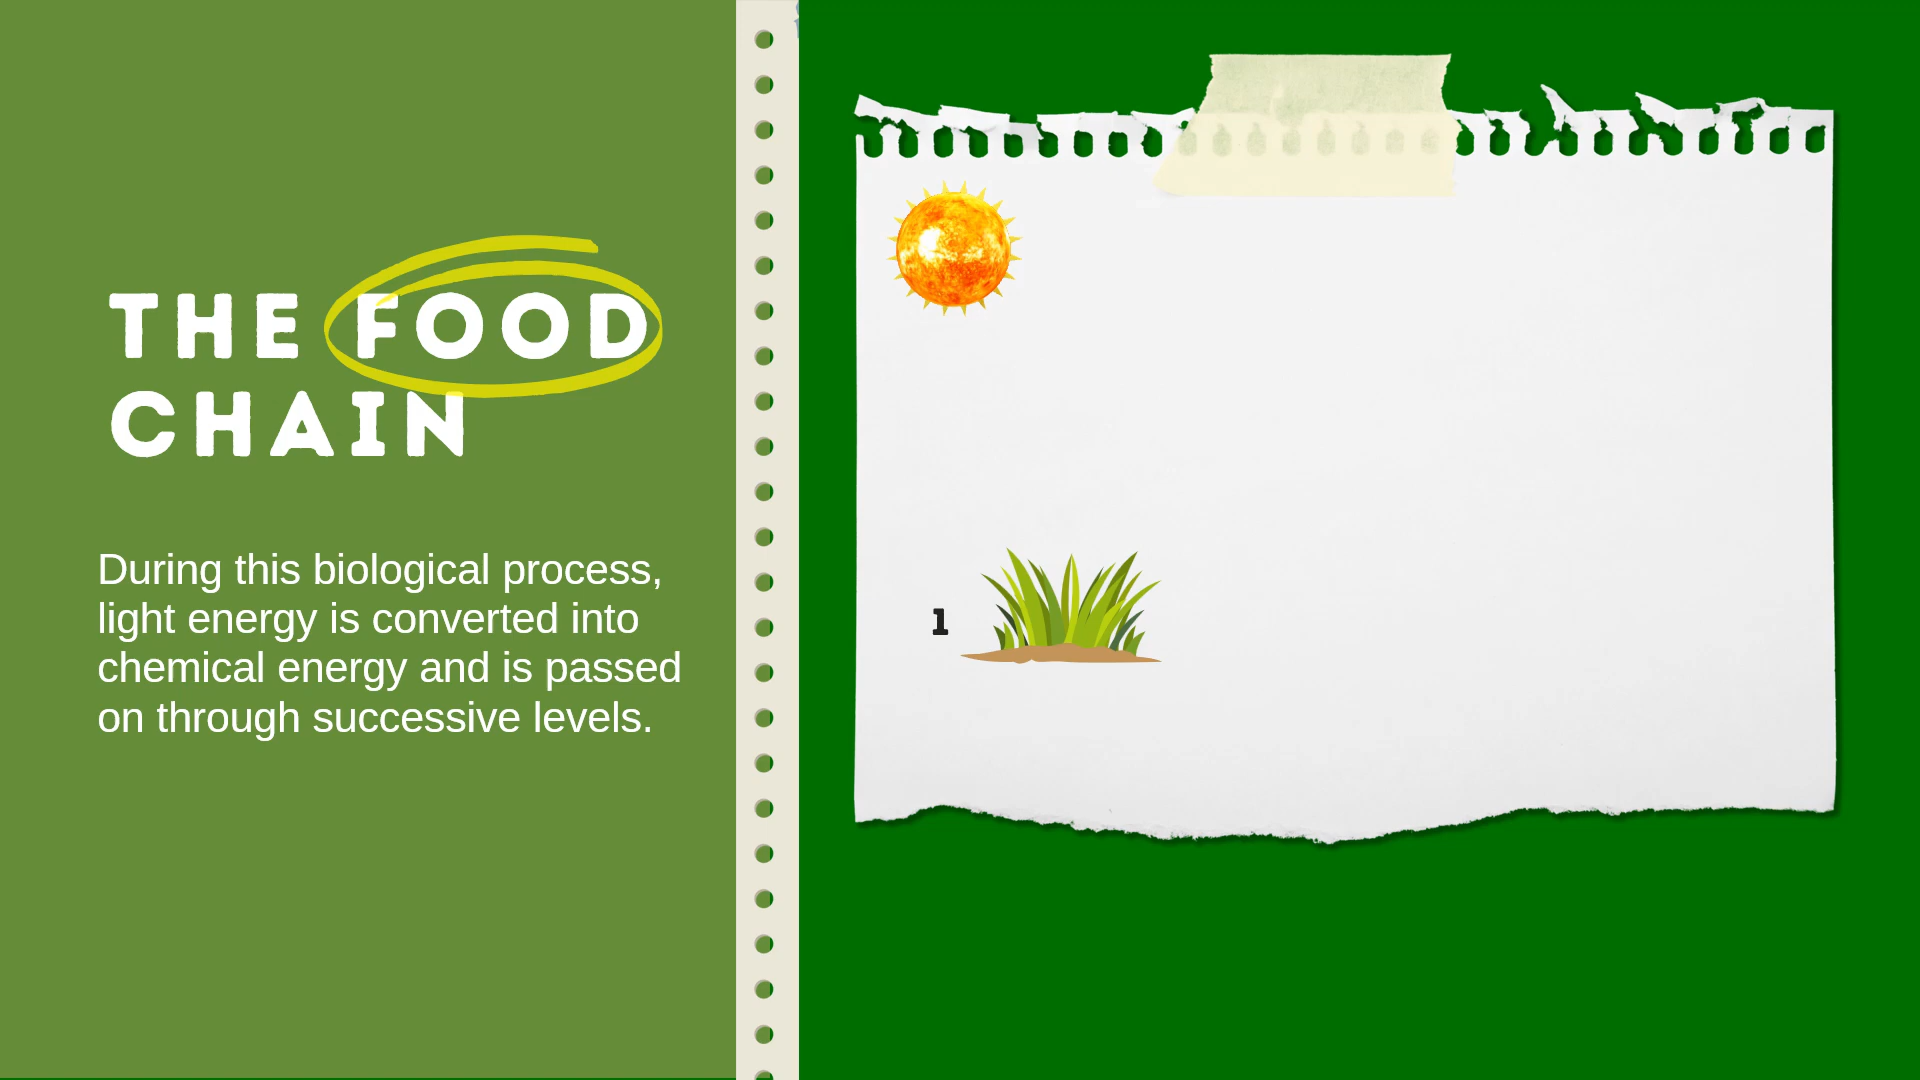 THE FOOD
CHAIN
During this biological process,
light energy is converted into
chemical energy and is passed
on through successive levels.
1